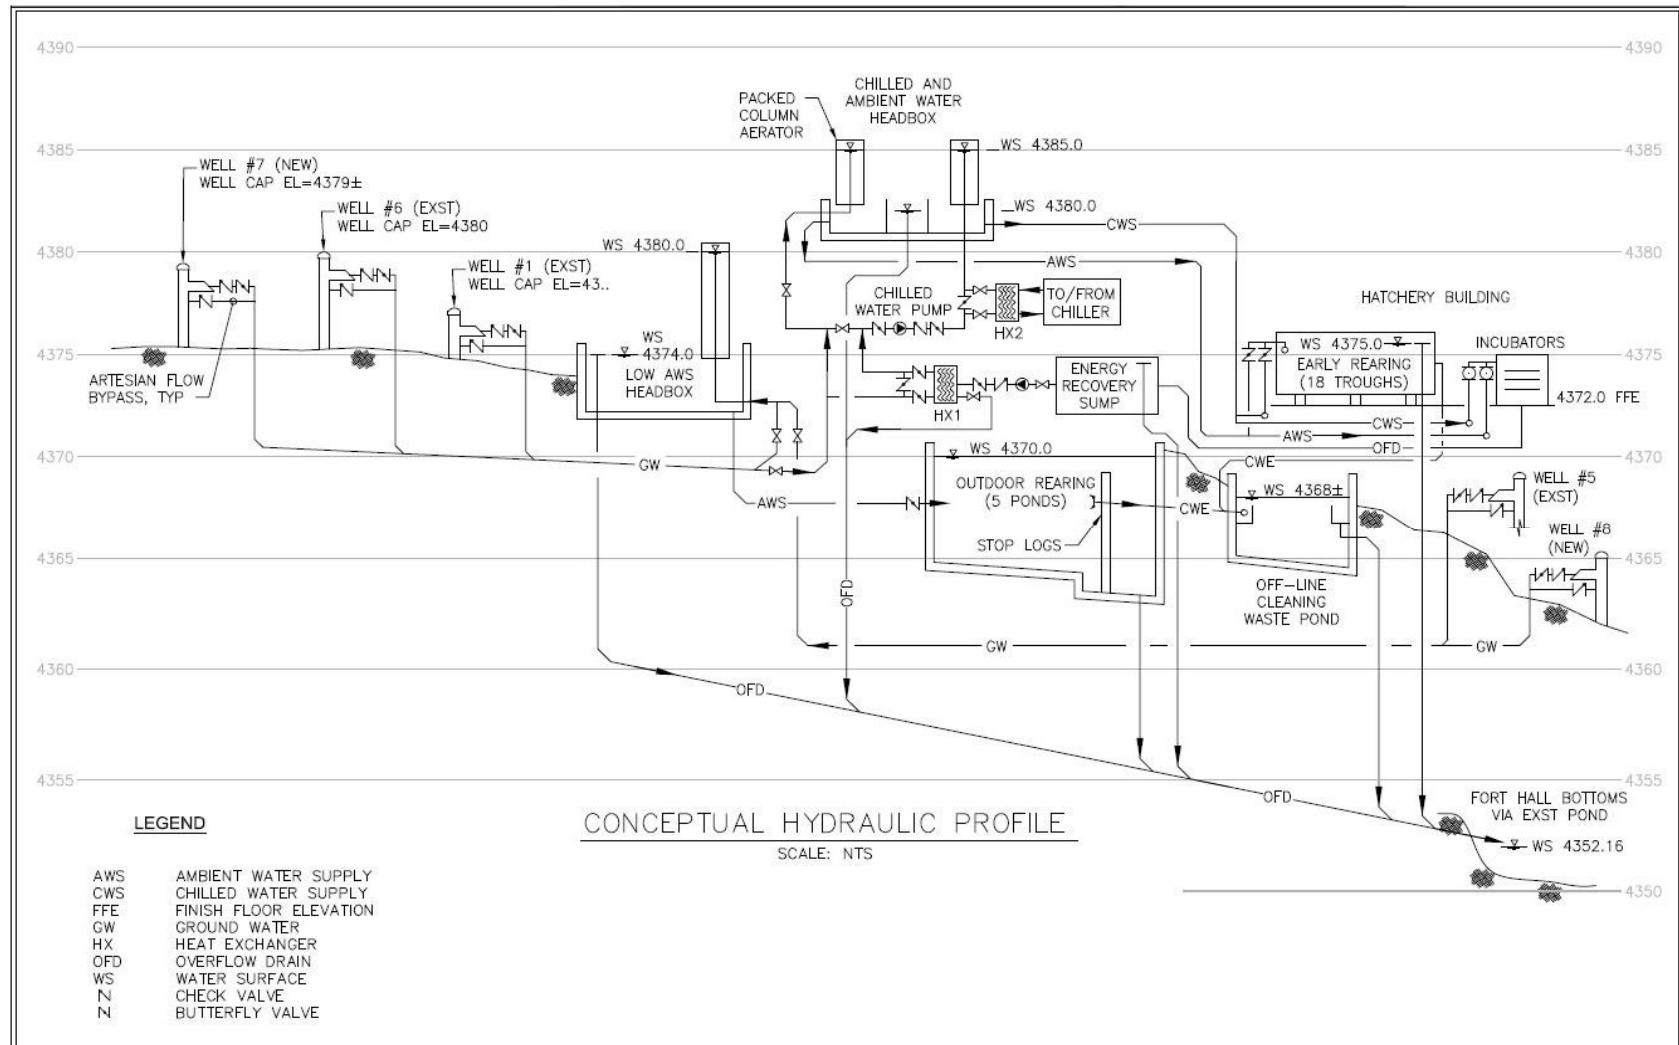 4390
4390
CHILLED AND
AMBIENT WATER
HEADBOX
PACKED
COLUMN
AERATOR
4385
WS 4385.0
4385
WELL #7 (NEW)
WELL CAP EL=4379±
WELL #6 (EXST)
WELL CAP EL=4380
WS 4380.0
CWS
4380
WS 4380.0
4380
WELL #1 (EXST)
WELL CAP EL=43..
AWS
CHILLED
WATER PUMP
TO/FROM
CHILLER
HX2
HATCHERY BUILDING
4375
WS
4374.0
LOW AWS
HEADBOX
ENERGY
RECOVERY
SUMP
HX1
WS 4375.0
EARLY REARING
(18 TROUGHS)
INCUBATORS
4375
4372.0 FFE
ARTESIAN FLOW
BYPASS, TYP
CWS
AWS
OFD
4370
GW
WS 4370.0
CWE
4370
AWS
OUTDOOR REARING
(5 PONDS)
STOP LOGS
CWE
WS 4368±
WELL #5
(EXST)
WELL #8
(NEW)
4365
4365
OFF-LINE
CLEANING
WASTE POND
OFD
GW
GW
4360
4360
OFD
4355
4355
OFD
FORT HALL BOTTOMS
VIA EXST POND
WS 4352.16
4350
CONCEPTUAL HYDRAULIC PROFILE
SCALE: NTS
LEGEND
AWS AMBIENT WATER SUPPLY
CWS CHILLED WATER SUPPLY
FFE FINISH FLOOR ELEVATION
GW GROUND WATER
HX HEAT EXCHANGER
OFD OVERFLOW DRAIN
WS WATER SURFACE
CHECK VALVE
BUTTERFLY VALVE